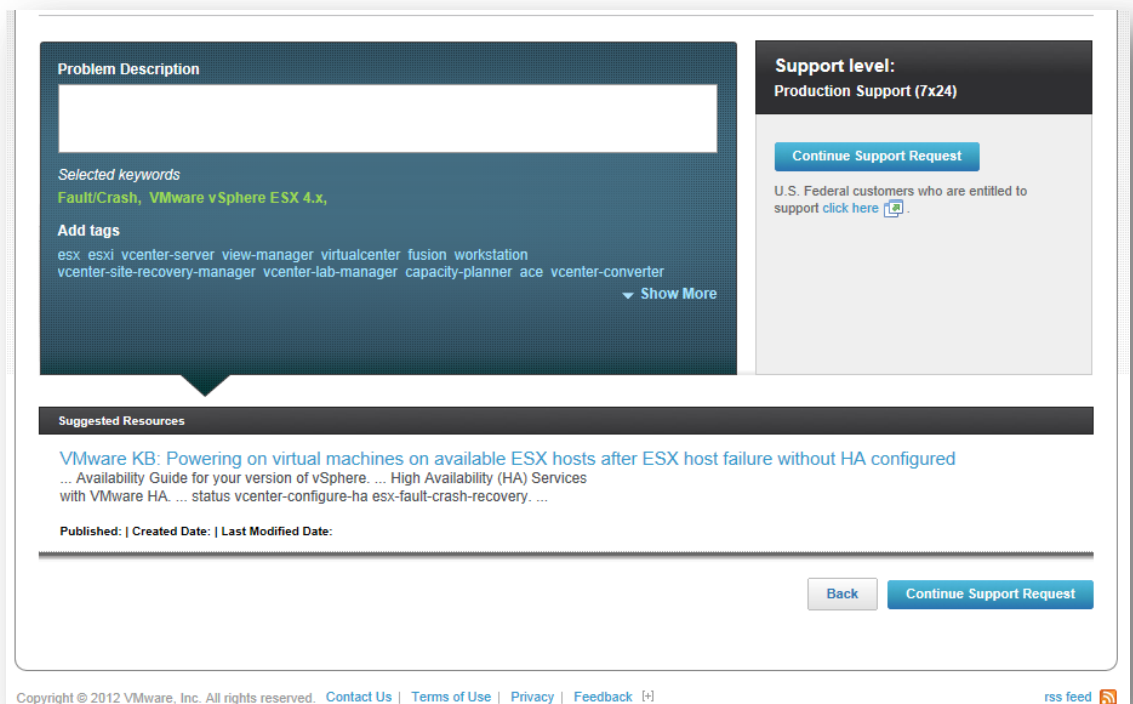 Problem Description
Selected keywords
Fault/Crash, VMware vSphere ESX 4.x,
Add tags
esx esxi vcenter-server view-manager virtualcenter fusion workstation
vcenter-site-recovery-manager vcenter-lab-manager capacity-planner ace vcenter-converter
Show More
Support level:
Production Support (7x24)
Continue Support Request
U.S. Federal customers who are entitled to
support click here .
Suggested Resources
VMware KB: Powering on virtual machines on available ESX hosts after ESX host failure without HA configured
... Availability Guide for your version of vSphere. ... High Availability (HA) Services
with VMware HA. ... status vcenter-configure-ha esx-fault-crash-recovery. ...
Published: | Created Date: | Last Modified Date:
Back
Continue Support Request
Copyright © 2012 VMware, Inc. All rights reserved. Contact Us | Terms of Use | Privacy | Feedback [+]
rss feed